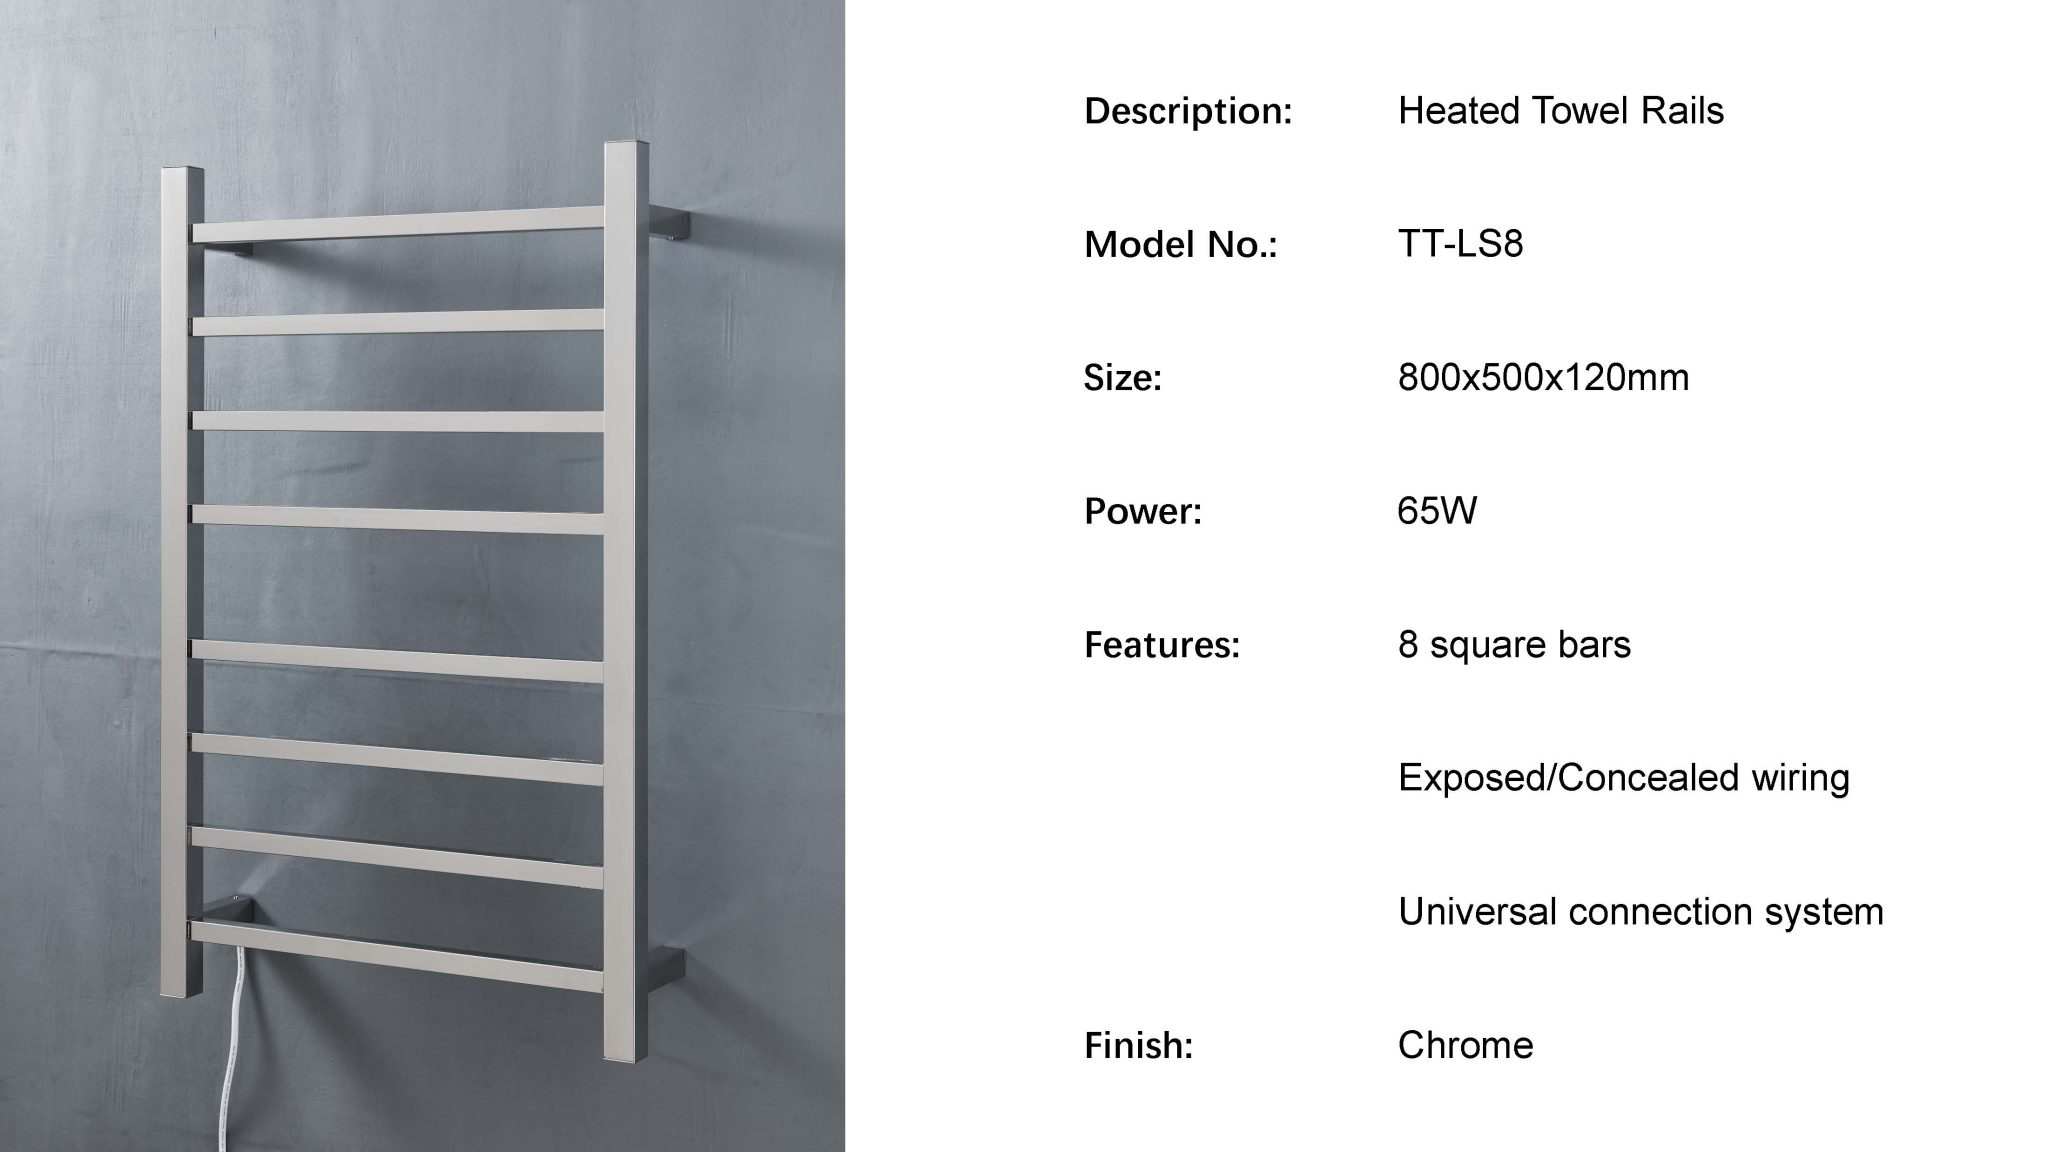 Description: Heated Towel Rails
Model No.: TT-LS8
Size: 800x500x120mm
Power: 65W
Features: 8 square bars
Exposed/Concealed wiring
Universal connection system
Finish: Chrome